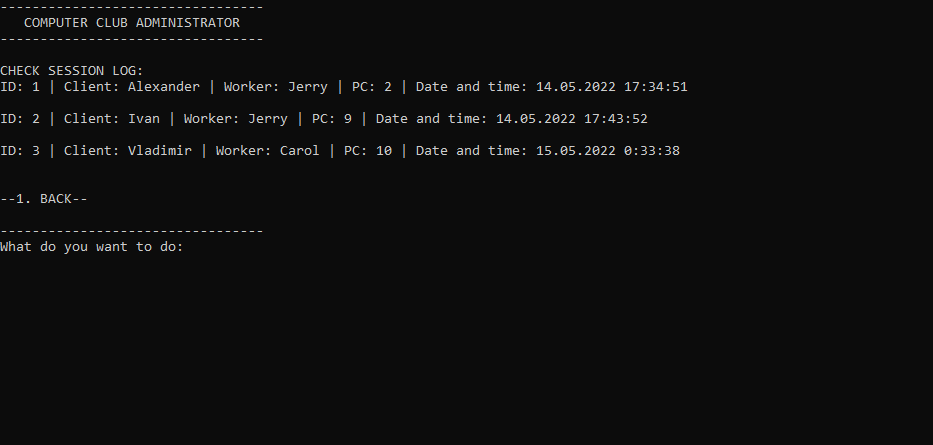 ---------------------------------
COMPUTER CLUB ADMINISTRATOR
---------------------------------
CHECK SESSION LOG:
ID: 1 | Client: Alexander | Worker: Jerry | PC: 2 | Date and time: 14.05.2022 17:34:51
ID: 2 | Client: Ivan | Worker: Jerry | PC: 9 | Date and time: 14.05.2022 17:43:52
ID: 3 | Client: Vladimir | Worker: Carol | PC: 10 | Date and time: 15.05.2022 0:33:38
--1. BACK--
---------------------------------
What do you want to do: